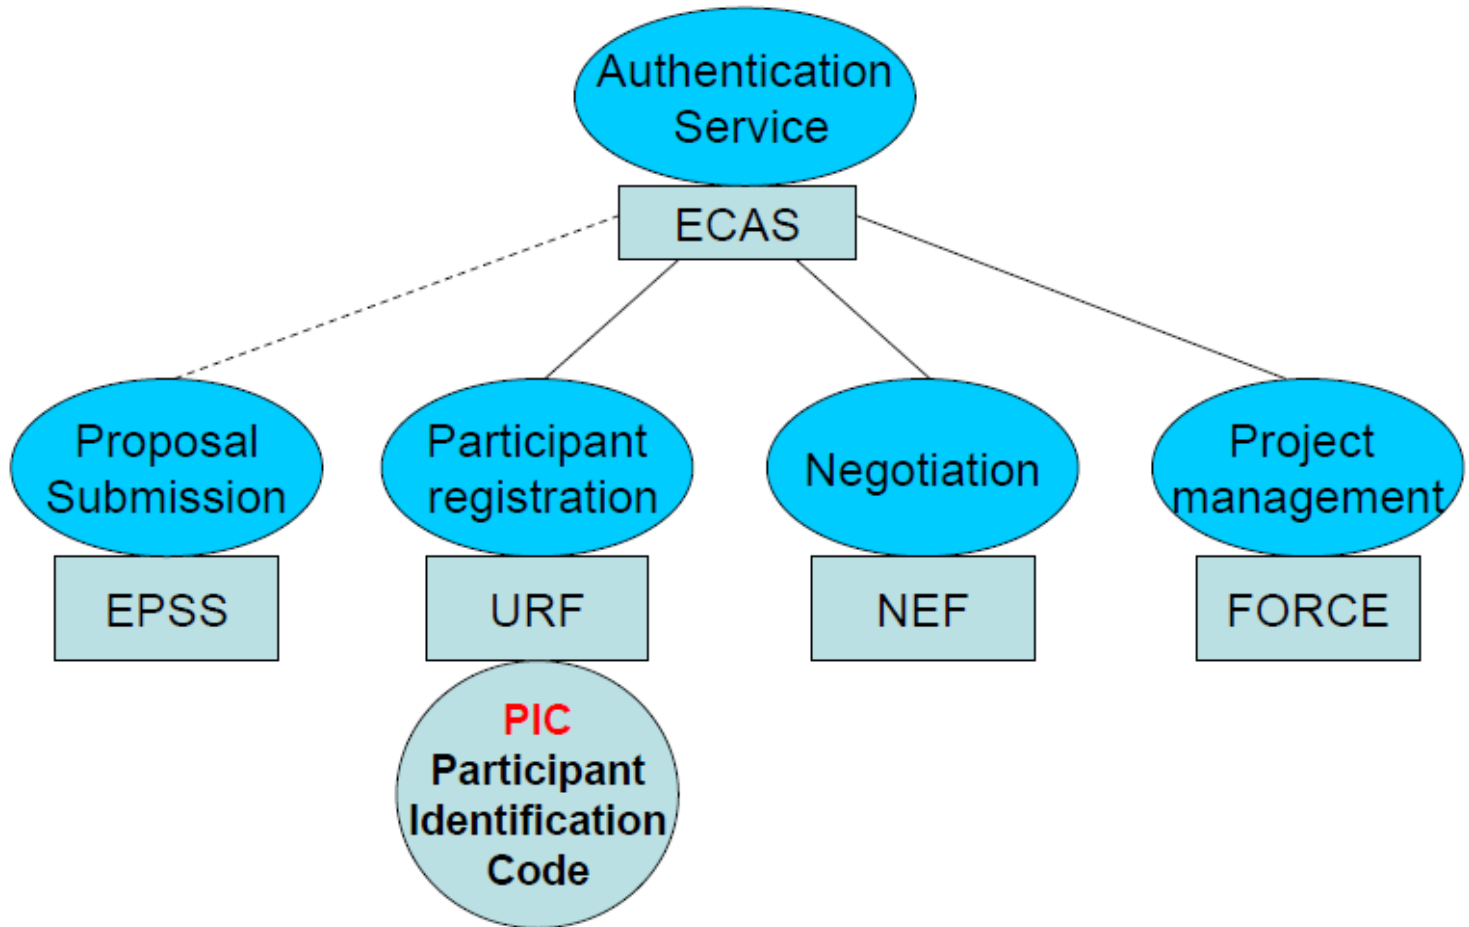 Authentication
Service
ECAS
Proposal
Submission
EPSS
Participant
registration
URF
PIC
Participant
Identification
Code
Negotiation
NEF
Project
management
FORCE